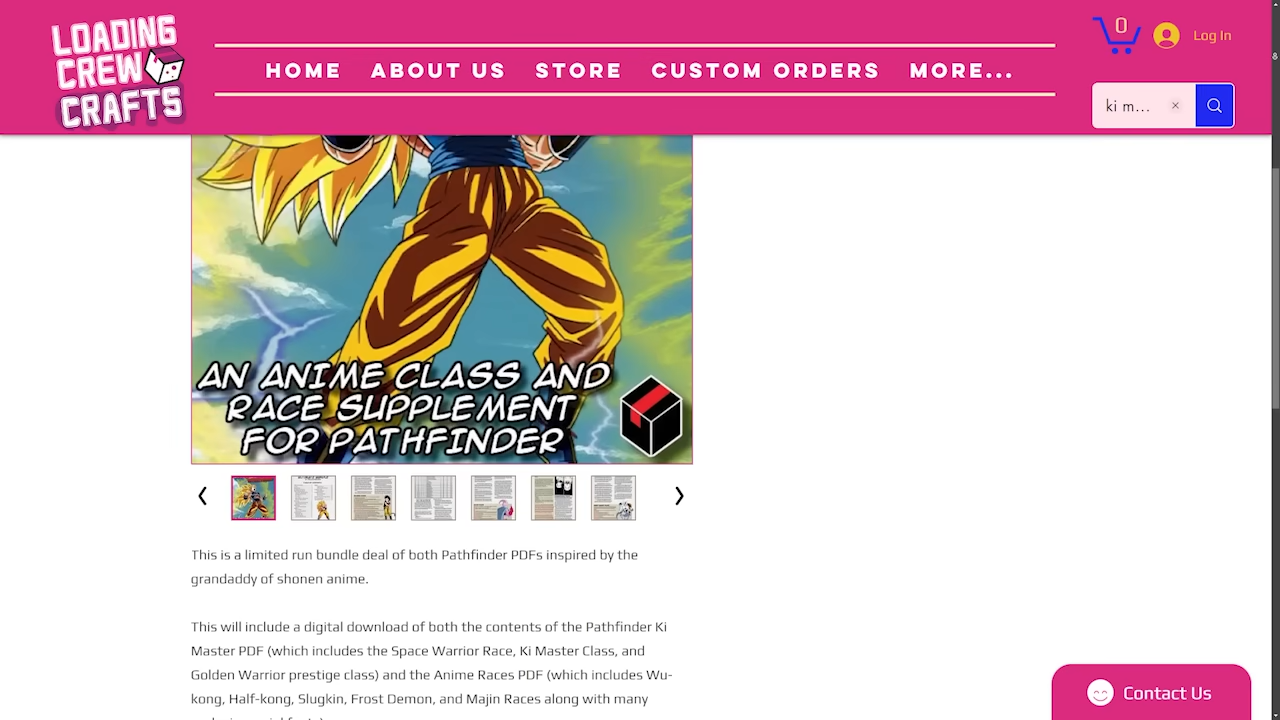 LOADING
CREW
CRAFTS
HOME ABOUT US STORE CUSTOM ORDERS MORE...
0
Log In
ki m...
AN ANIME CLASS AND
RACE SUPPLEMENT
FOR PATHFINDER
This is a limited run bundle deal of both Pathfinder PDFs inspired by the
grandaddy of shonen anime.
This will include a digital download of both the contents of the Pathfinder Ki
Master PDF (which includes the Space Warrior Race, Ki Master Class, and
Golden Warrior prestige class) and the Anime Races PDF (which includes Wu-
kong, Half-kong, Slugkin, Frost Demon, and Majin Races along with many
Contact Us